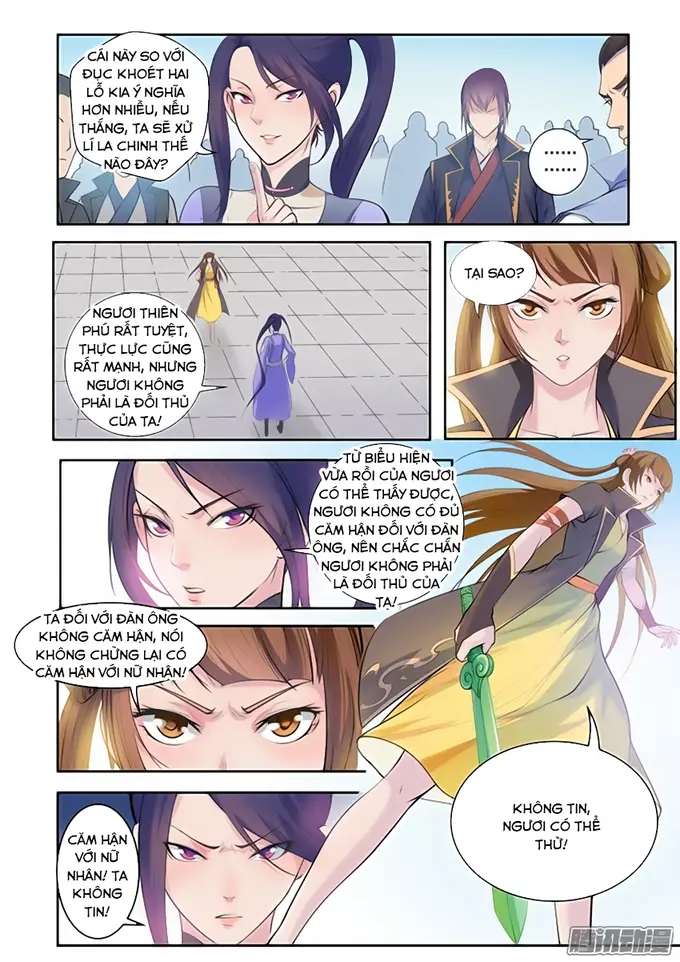 CÁI NÀY SO VỚI
ĐỤC KHOÉT HAI
LỖ KIA Ý NGHĨA
HƠN NHIỀU, NẾU
THẮNG, TA SẼ XỬ
LÍ LA CHINH THẾ
NÀO ĐÂY?
......
......
NGƯƠI THIÊN
PHÚ RẤT TUYỆT,
THỰC LỰC CŨNG
RẤT MẠNH, NHƯNG
NGƯƠI KHÔNG
PHẢI LÀ ĐỐI THỦ
CỦA TA!
TẠI SAO?
TỪ BIỂU HIỆN
VỪA RỒI CỦA NGƯƠI
CÓ THỂ THẤY ĐƯỢC,
NGƯƠI KHÔNG CÓ ĐỦ
CĂM HẬN ĐỐI VỚI ĐÀN
ÔNG, NÊN CHẮC CHẮN
NGƯƠI KHÔNG PHẢI
LÀ ĐỐI THỦ CỦA
TA!
TA ĐỐI VỚI ĐÀN ÔNG
KHÔNG CĂM HẬN, NÓI
KHÔNG CHỪNG LẠI CÓ
CĂM HẬN VỚI NỮ NHÂN!
KHÔNG TIN,
NGƯƠI CÓ THỂ
THỬ!
CĂM HẬN
VỚI NỮ
NHÂN! TA
KHÔNG
TIN!
腾讯动漫